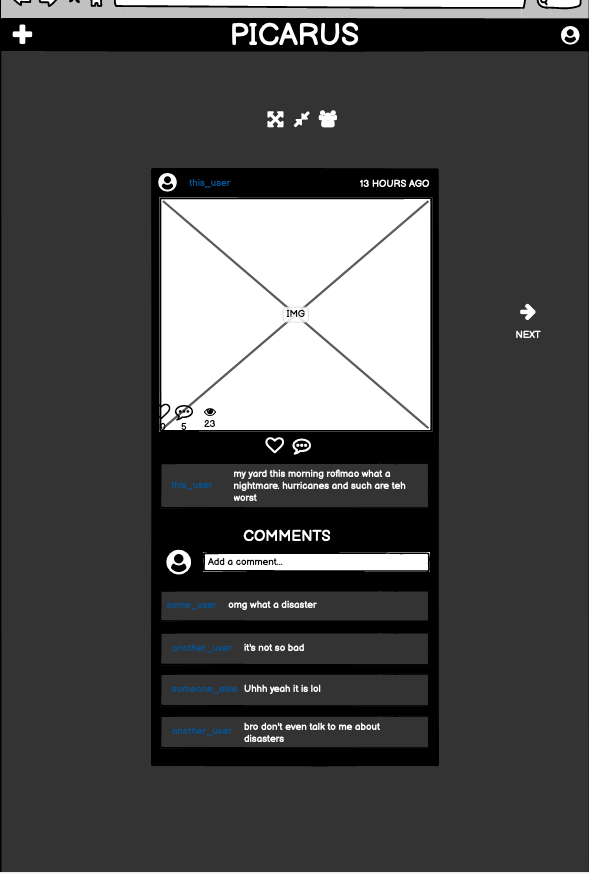 PICARUS
this_user
13 HOURS AGO
IMG
5
23
NEXT
this_user
my yard this morning roflmao what a
nightmare. hurricanes and such are teh
worst
COMMENTS
Add a comment...
some_user
omg what a disaster
another_user
it's not so bad
someone_else
Uhhh yeah it is lol
another_user
bro don't even talk to me about
disasters